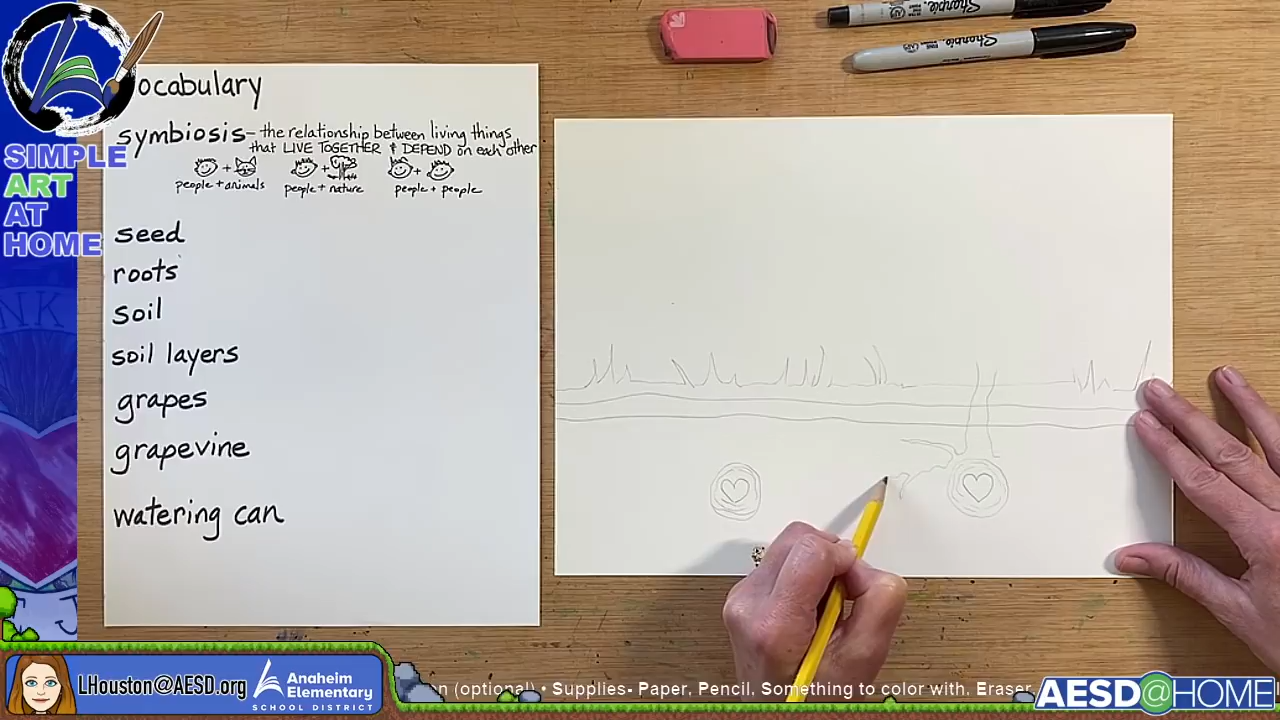 ocabulary
symbiosis- the relationship between living things
that LIVE TOGETHER & DEPEND on each other
people + animals
people + nature
people + people
seed
roots
soil
soil layers
grapes
grapevine
watering can
SIMPLE
ART
AT
HOME
Sharpie
Sharpie
LHouston@AESD.org
Anaheim
Elementary
SCHOOL DISTRICT
(optional) • Supplies- Paper, Pencil, Something to color with, Eraser
AESD@HOME